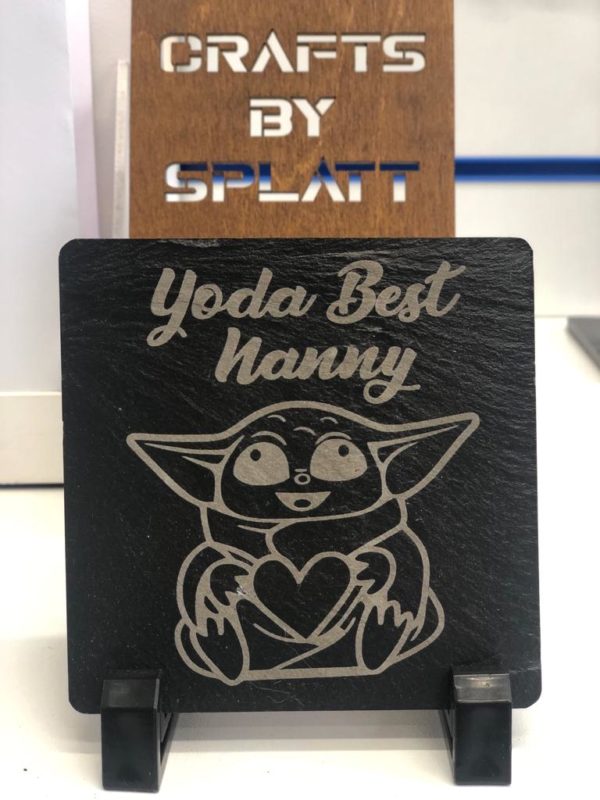 CRAFTS
BY
SPLATT
Yoda Best
Nanny